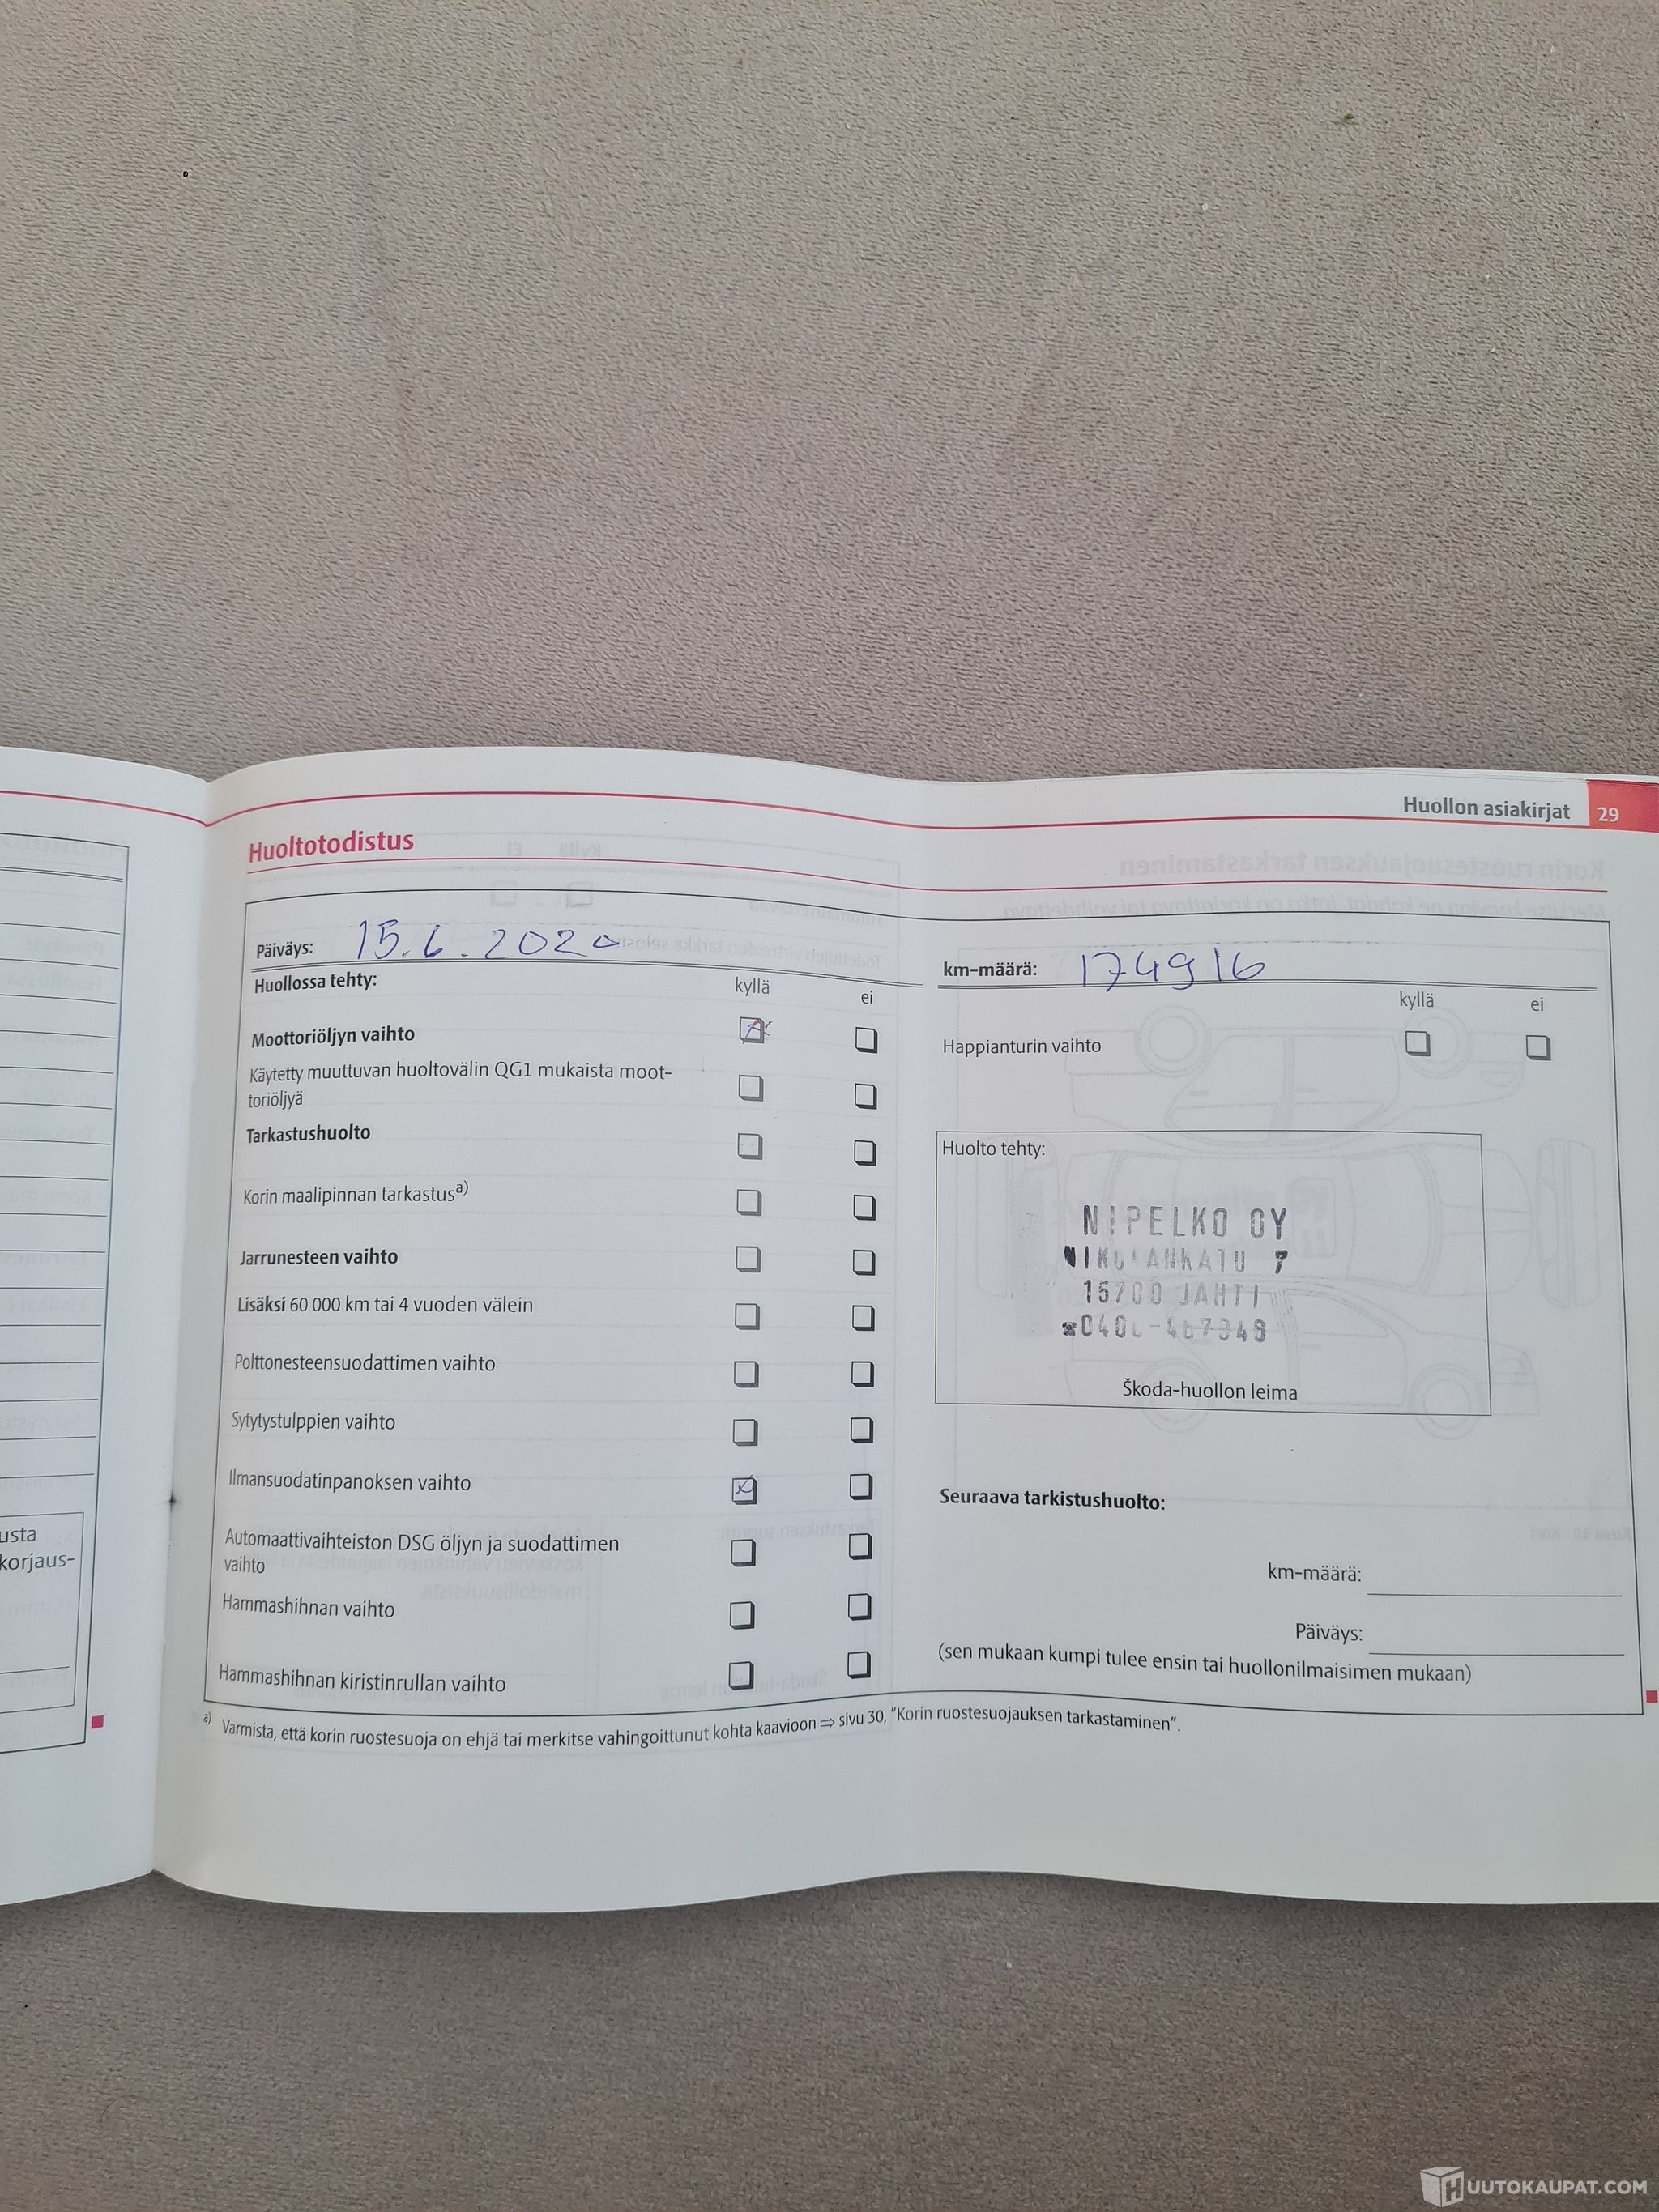 Huollon asiakirjat 29
Huoltotodistus
Päiväys: 15.6.2020
Huollossa tehty:
kyllä ei
Moottoriöljyn vaihto
Käytetty muuttuvan huoltovälin QG1 mukaista moot-
toriöljyä
Tarkastushuolto
Korin maalipinnan tarkastusa)
Jarrunesteen vaihto
Lisäksi 60 000 km tai 4 vuoden välein
Polttonesteensuodattimen vaihto
Sytytystulppien vaihto
Ilmansuodatinpanoksen vaihto
Automaattivaihteiston DSG öljyn ja suodattimen
vaihto
Hammashihnan vaihto
Hammashihnan kiristinrullan vaihto
km-määrä: 174916
kyllä ei
Happianturin vaihto
Huolto tehty:
NIPELKO OY
7
15700
Škoda-huollon leima
Seuraava tarkistushuolto:
km-määrä:
Päiväys:
(sen mukaan kumpi tulee ensin tai huollonilmaisimen mukaan)
a) Varmista, että korin ruostesuoja on ehjä tai merkitse vahingoittunut kohta kaavioon ⇒ sivu 30, "Korin ruostesuojauksen tarkastaminen".
usta
korjaus-
HUUTOKAUPAT.COM